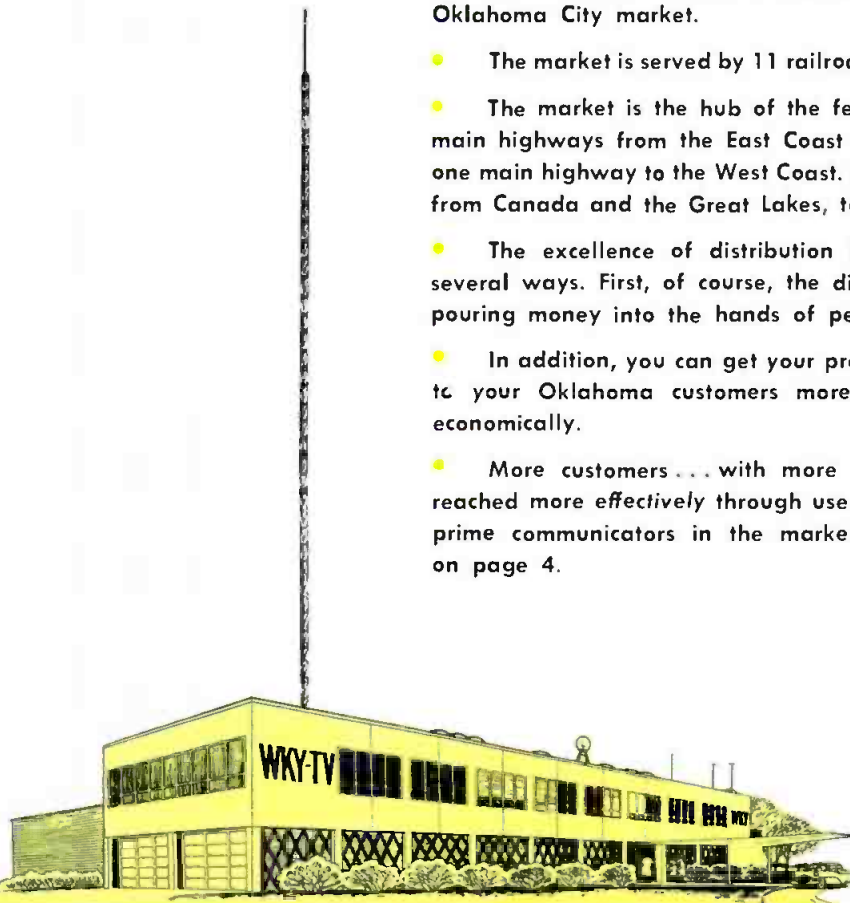 Oklahoma City market.
• The market is served by 11 railroa
• The market is the hub of the fe
main highways from the East Coast
one main highway to the West Coast.
from Canada and the Great Lakes, t
• The excellence of distribution
several ways. First, of course, the di
pouring money into the hands of pe
• In addition, you can get your pro
to your Oklahoma customers more
economically.
• More customers ... with more
reached more effectively through use
prime communicators in the marke
on page 4.
WKY-TV
WKY